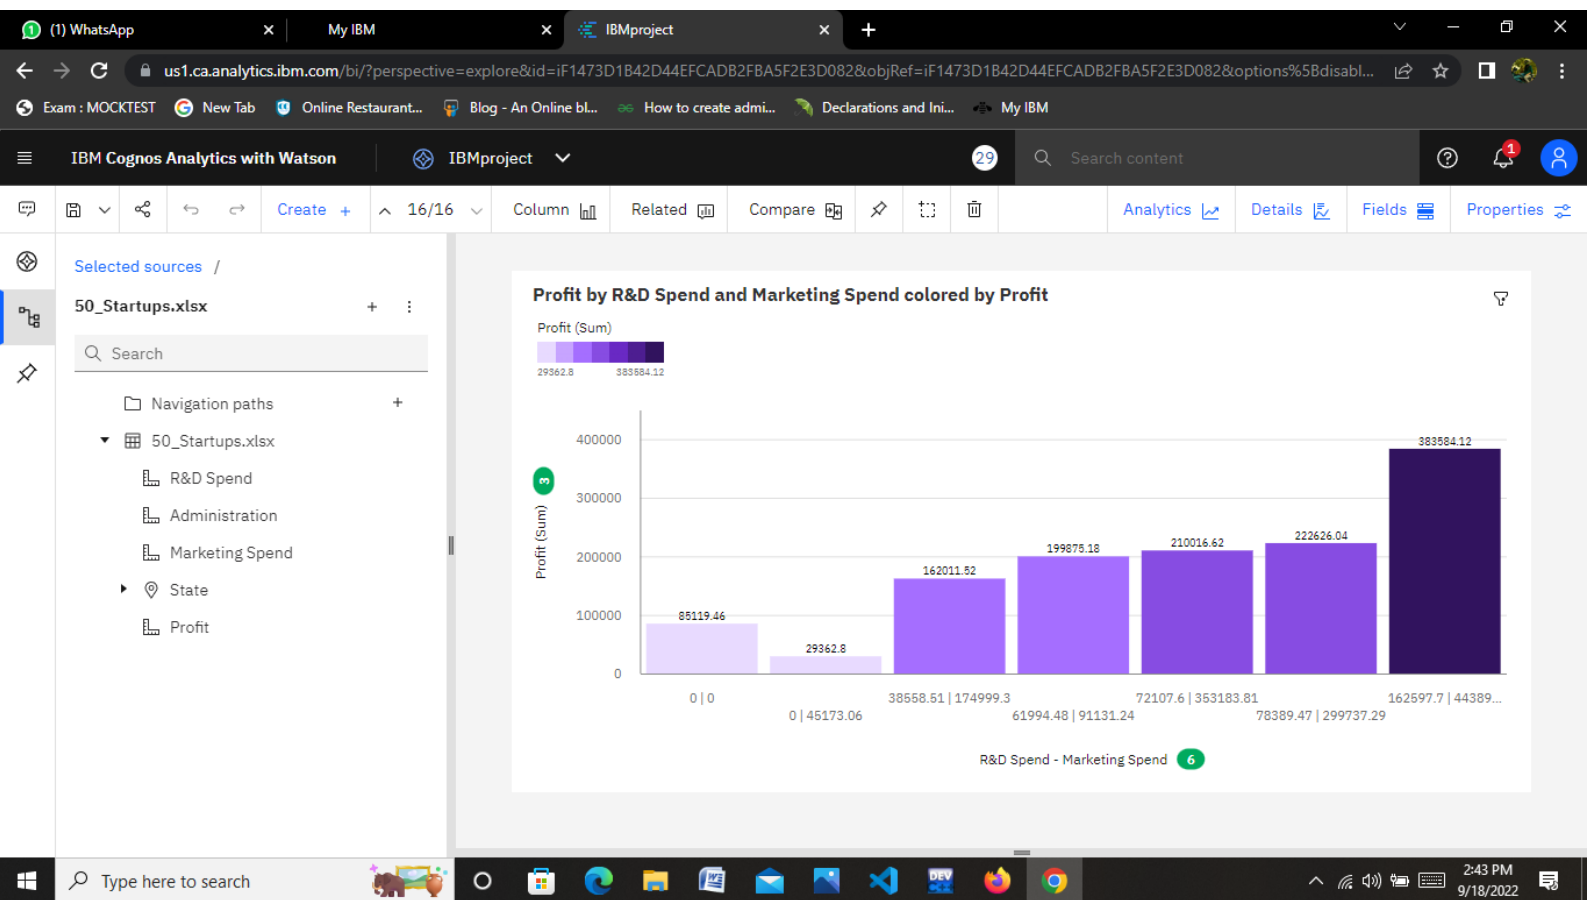 (1) WhatsApp
My IBM
IBMproject
us1.ca.analytics.ibm.com/bi/?perspective=explore&id=iF1473D1B42D44EFCADB2FBA5F2E3D082&objRef=iF1473D1B42D44EFCADB2FBA5F2E3D082&options%5Bdisabl...
Exam : MOCKTEST
New Tab
Online Restaurant...
Blog - An Online bl...
How to create admi...
Declarations and Ini...
My IBM
IBM Cognos Analytics with Watson
IBMproject
29
Search content
1
Create +
16/16
Column
Related
Compare
Analytics
Details
Fields
Properties
Selected sources /
50_Startups.xlsx
Search
Navigation paths
50_Startups.xlsx
R&D Spend
Administration
Marketing Spend
State
Profit
Profit by R&D Spend and Marketing Spend colored by Profit
Profit (Sum)
29362.8 383584.12
400000
300000
200000
100000
0
Profit (Sum) 3
85119.46
29362.8
162011.52
199875.18
210016.62
222626.04
383584.12
0 | 0
0 | 45173.06
38558.51 | 174999.3
61994.48 | 91131.24
72107.6 | 353183.81
78389.47 | 299737.29
162597.7 | 44389...
R&D Spend - Marketing Spend 6
Type here to search
DEV
2:43 PM
9/18/2022